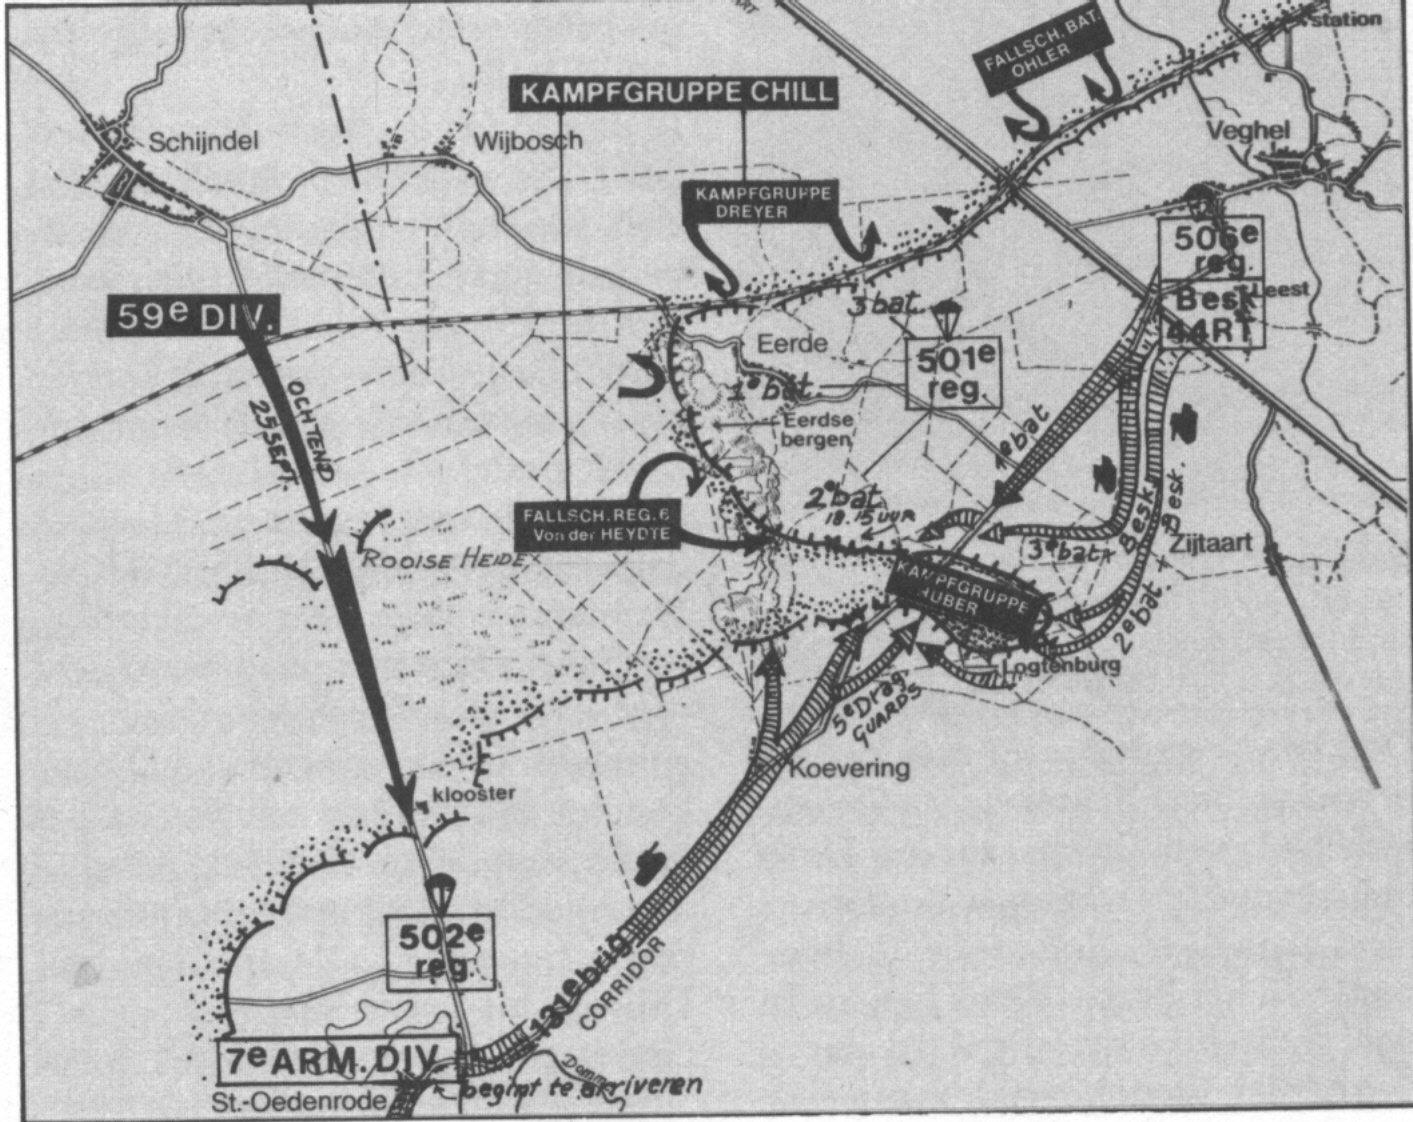 station
FALLSCH. BAT.
OHLER
KAMPFGRUPPE CHILL
Schijndel
Wijbosch
Veghel
KAMPFGRUPPE
DREYER
506e
reg.
Besk
44RT
Leest
59e DIV.
3 bat.
Eerde
501e
reg.
1e bat.
OCHTEND
25 SEPT.
Eerdse
bergen
1e bat
2e bat.
18.15 UUR
FALLSCH. REG. 6
Von der HEYDTE
ROOISE HEIDE
3e bat
Besk.
Besk.
Zijtaart
KAMPFGRUPPE
HUBER
2e bat.
Logtenburg
5e Drag
GUARDS
Koevering
klooster
502e
reg.
131e brig.
CORRIDOR
7e ARM. DIV.
begint te arriveren
St.-Oedenrode